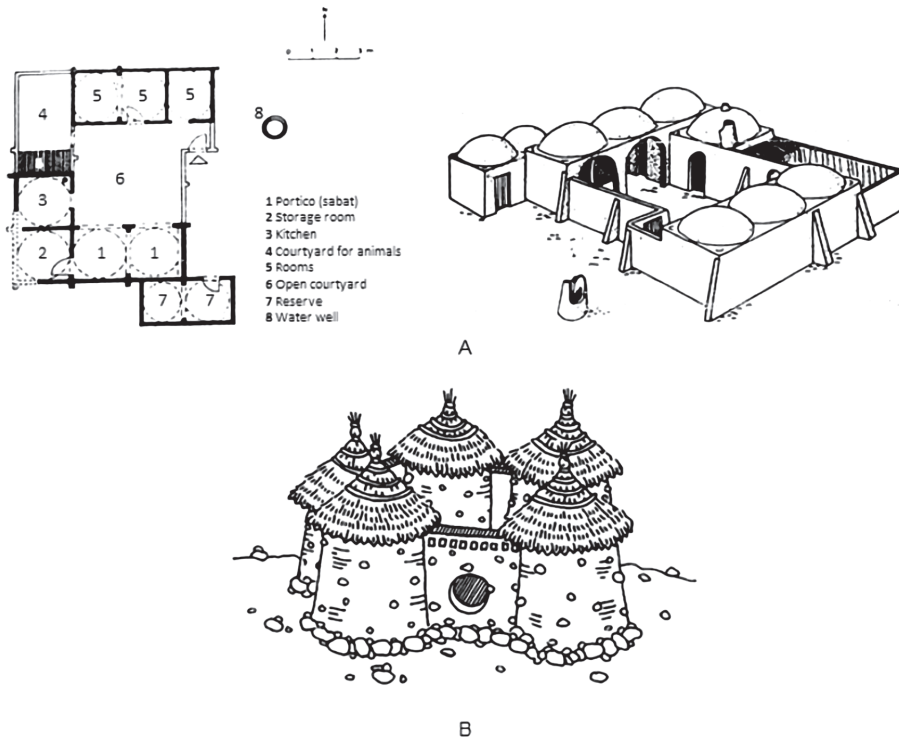 5 5 5
4
8
6
3
2 1 1
7 7
1 Portico (sabat)
2 Storage room
3 Kitchen
4 Courtyard for animals
5 Rooms
6 Open courtyard
7 Reserve
8 Water well
A
B